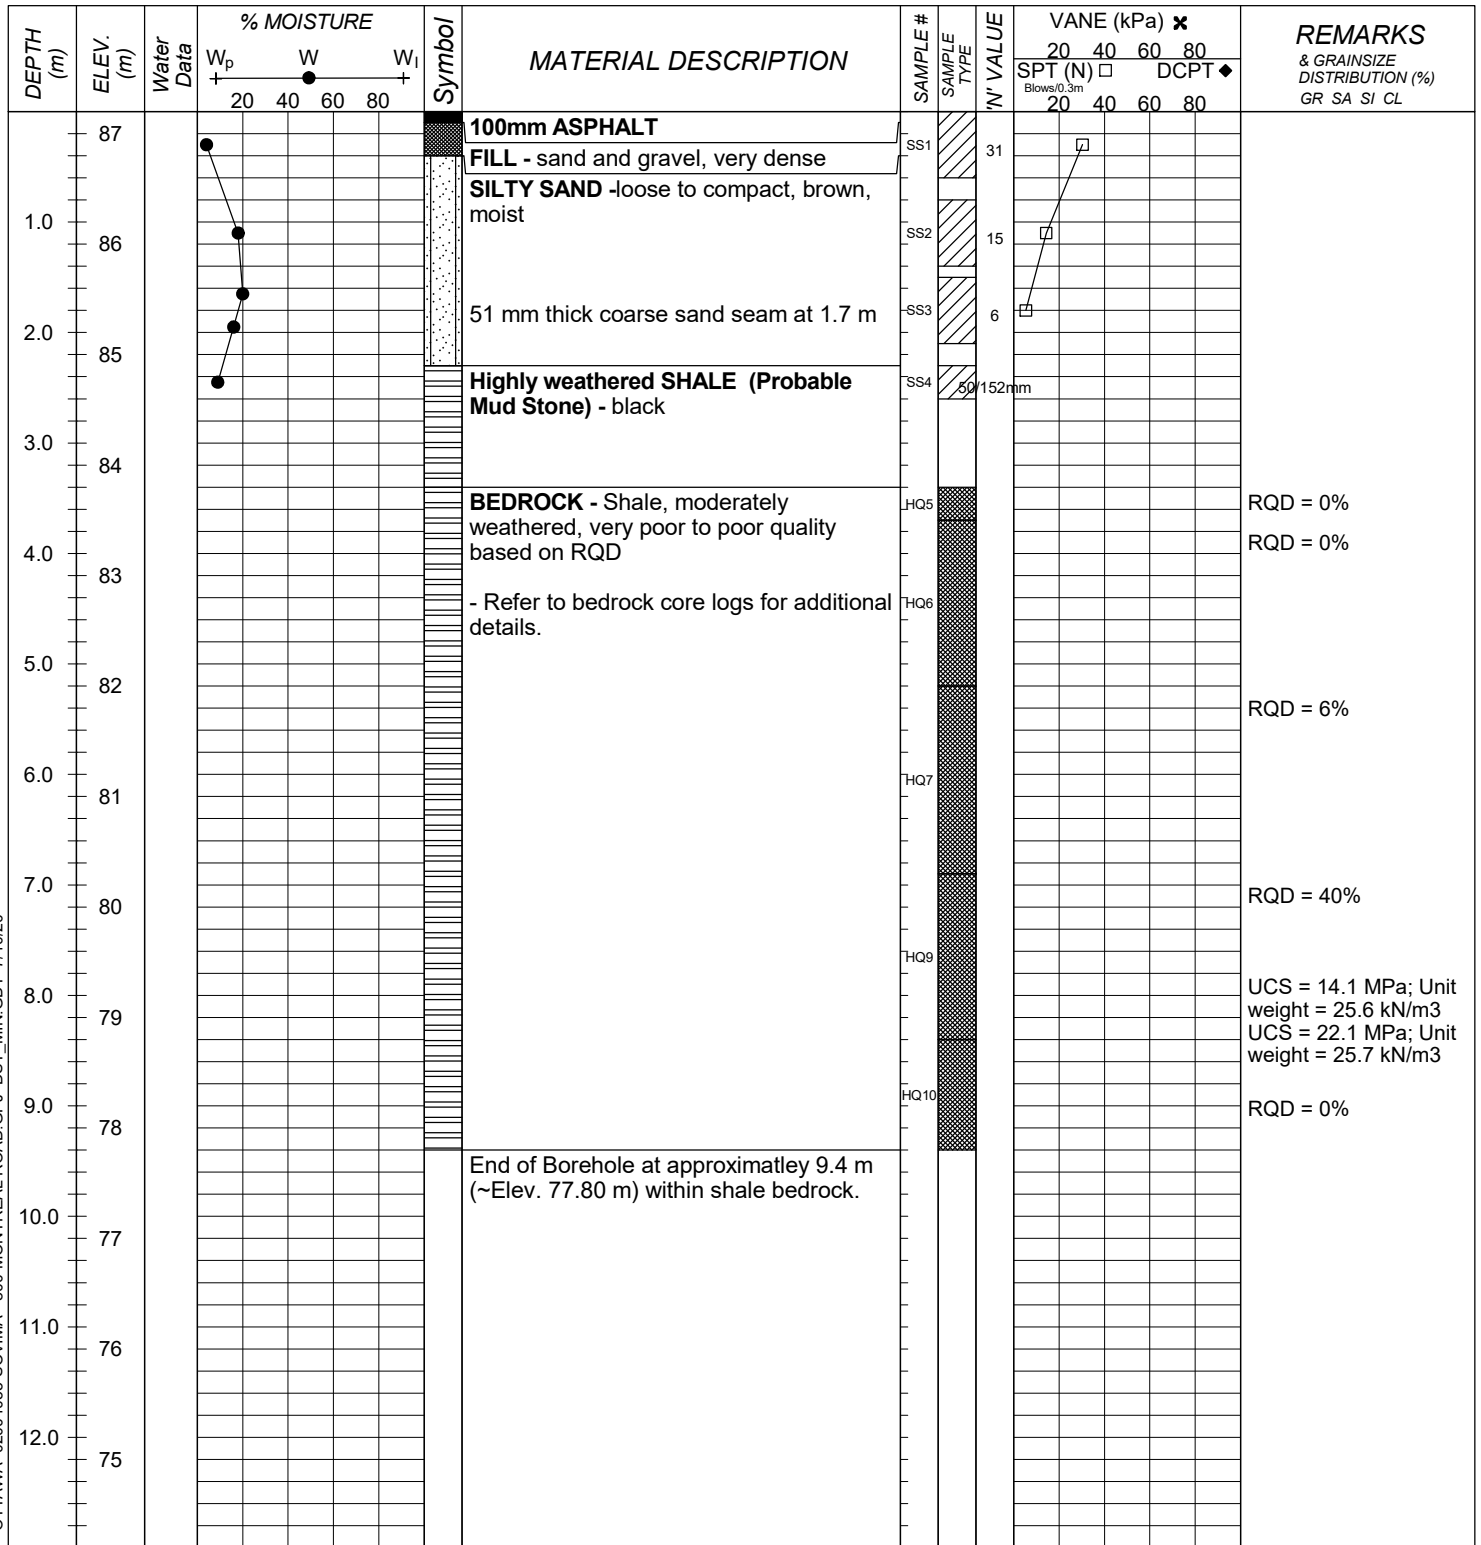 DEPTH (m)
ELEV. (m)
Water Data
% MOISTURE
Wp W Wl
20 40 60 80
Symbol
MATERIAL DESCRIPTION
SAMPLE #
SAMPLE TYPE
'N' VALUE
VANE (kPa)
20 40 60 80
SPT (N) DCPT
Blows/0.3m
20 40 60 80
REMARKS
& GRAINSIZE
DISTRIBUTION (%)
GR SA SI CL
87
100mm ASPHALT
SS1
31
FILL - sand and gravel, very dense
SILTY SAND -loose to compact, brown,
moist
1.0
86
SS2
15
51 mm thick coarse sand seam at 1.7 m
SS3
6
2.0
85
Highly weathered SHALE (Probable
Mud Stone) - black
SS4
50/152mm
3.0
84
BEDROCK - Shale, moderately
weathered, very poor to poor quality
based on RQD
HQ5
RQD = 0%
RQD = 0%
4.0
83
- Refer to bedrock core logs for additional
details.
HQ6
5.0
82
RQD = 6%
6.0
HQ7
81
7.0
RQD = 40%
80
HQ9
8.0
UCS = 14.1 MPa; Unit
weight = 25.6 kN/m3
79
UCS = 22.1 MPa; Unit
weight = 25.7 kN/m3
HQ10
9.0
RQD = 0%
78
End of Borehole at approximatley 9.4 m
(~Elev. 77.80 m) within shale bedrock.
10.0
77
11.0
76
12.0
75